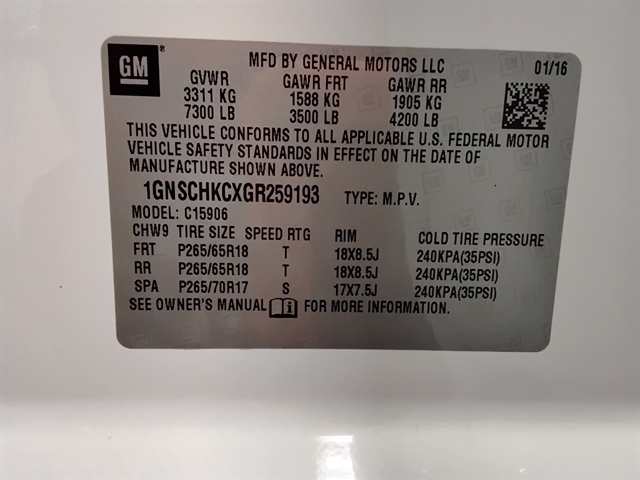 GM
MFD BY GENERAL MOTORS LLC 01/16
GVWR GAWR FRT GAWR RR
3311 KG 1588 KG 1905 KG
7300 LB 3500 LB 4200 LB
THIS VEHICLE CONFORMS TO ALL APPLICABLE U.S. FEDERAL MOTOR
VEHICLE SAFETY STANDARDS IN EFFECT ON THE DATE OF
MANUFACTURE SHOWN ABOVE.
1GNSCHKCXGR259193 TYPE: M.P.V.
MODEL: C15906
CHW9 TIRE SIZE SPEED RTG RIM COLD TIRE PRESSURE
FRT P265/65R18 T 18X8.5J 240KPA(35PSI)
RR P265/65R18 T 18X8.5J 240KPA(35PSI)
SPA P265/70R17 S 17X7.5J 240KPA(35PSI)
SEE OWNER'S MANUAL FOR MORE INFORMATION.